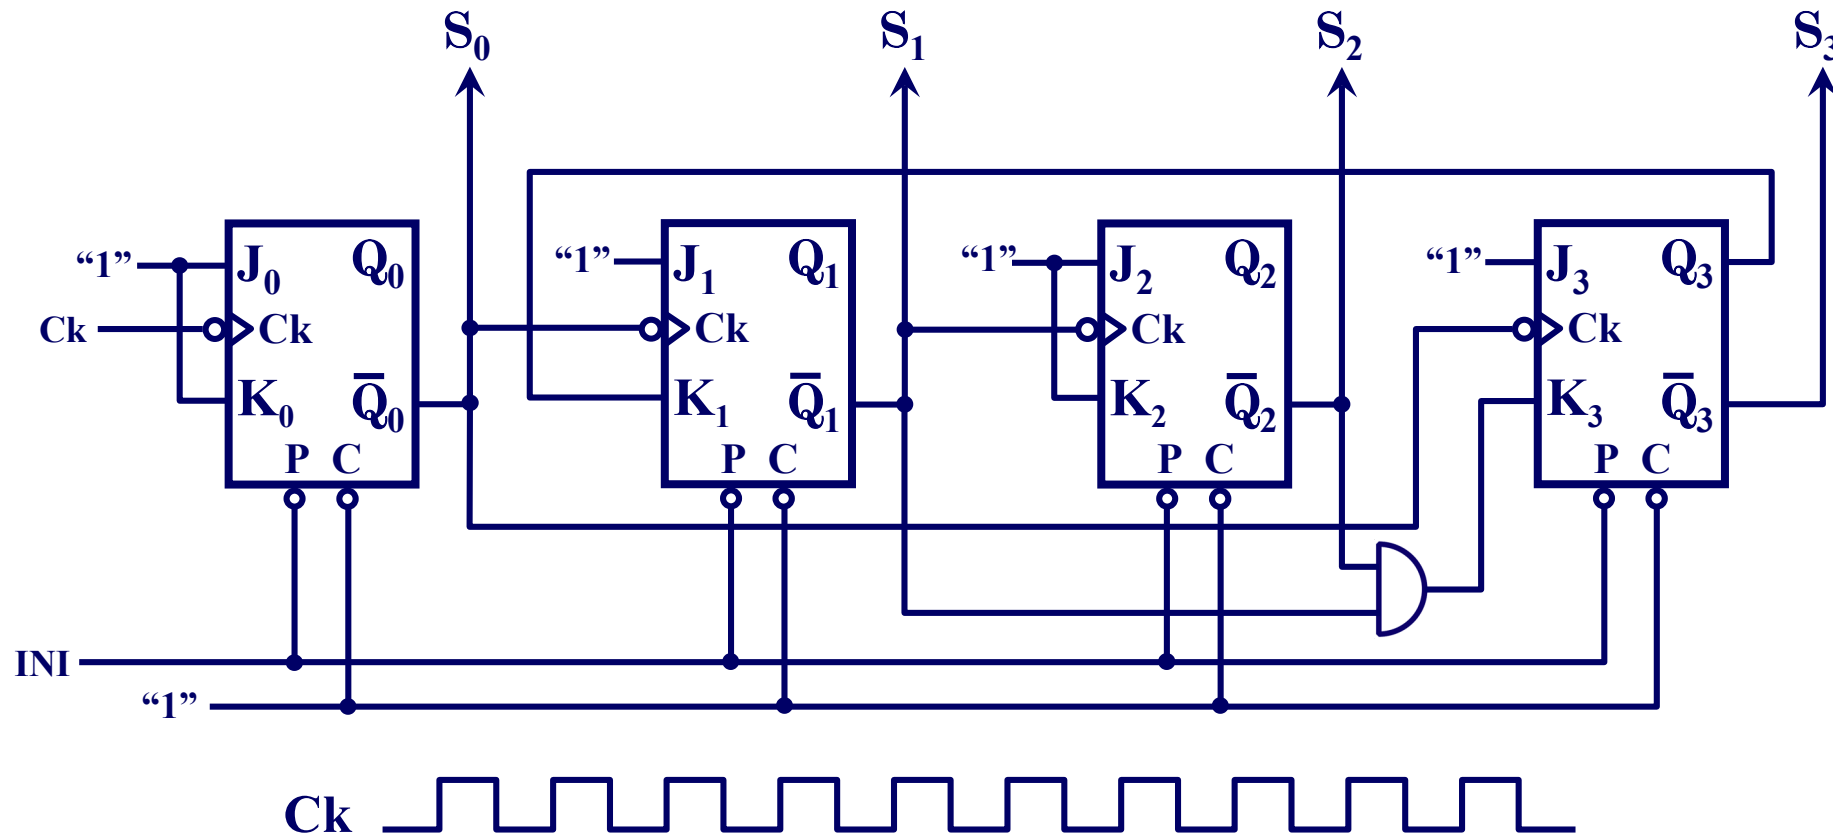 S0 S1 S2 S3
“1” J0 Q0 “1” J1 Q1 “1” J2 Q2 “1” J3 Q3
Ck Ck Ck Ck Ck
K0 Q̅0 K1 Q̅1 K2 Q̅2 K3 Q̅3
P C P C P C P C
INI
“1”
Ck